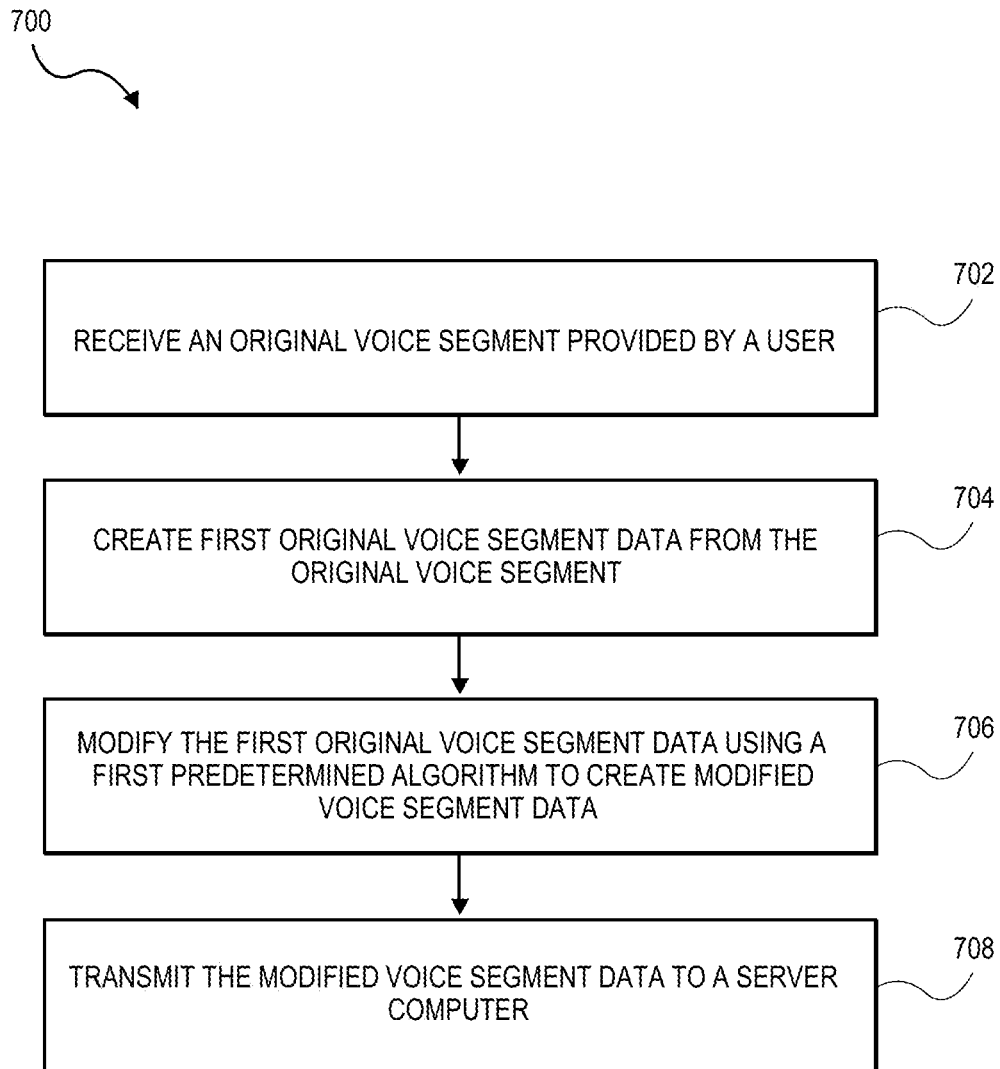 700
702
RECEIVE AN ORIGINAL VOICE SEGMENT PROVIDED BY A USER
704
CREATE FIRST ORIGINAL VOICE SEGMENT DATA FROM THE
ORIGINAL VOICE SEGMENT
706
MODIFY THE FIRST ORIGINAL VOICE SEGMENT DATA USING A
FIRST PREDETERMINED ALGORITHM TO CREATE MODIFIED
VOICE SEGMENT DATA
708
TRANSMIT THE MODIFIED VOICE SEGMENT DATA TO A SERVER
COMPUTER